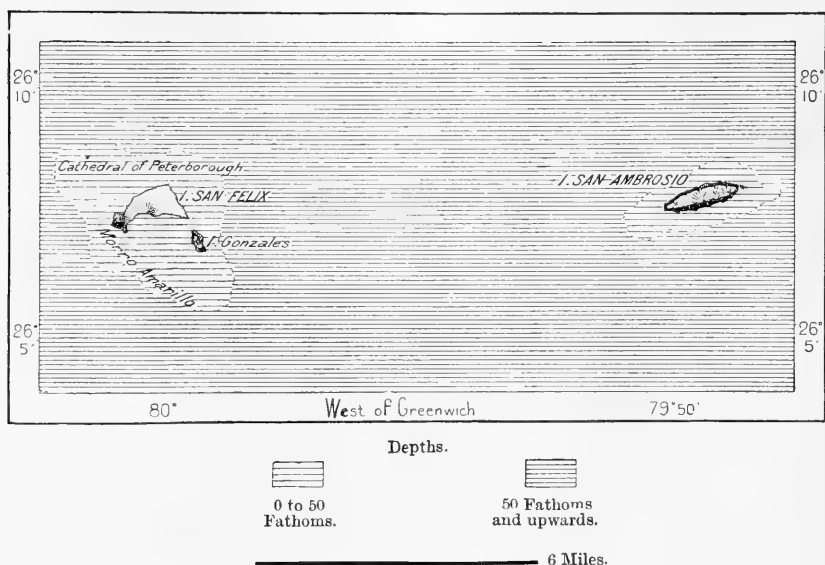 26°
10'
26°
10'
Cathedral of Peterborough
I. SAN FELIX
I. SAN AMBROSIO
I. Gonzales
Morro Amarillo
26°
5'
26°
5'
80°
West of Greenwich
79°50'
Depths.
0 to 50
Fathoms.
50 Fathoms
and upwards.
6 Miles.